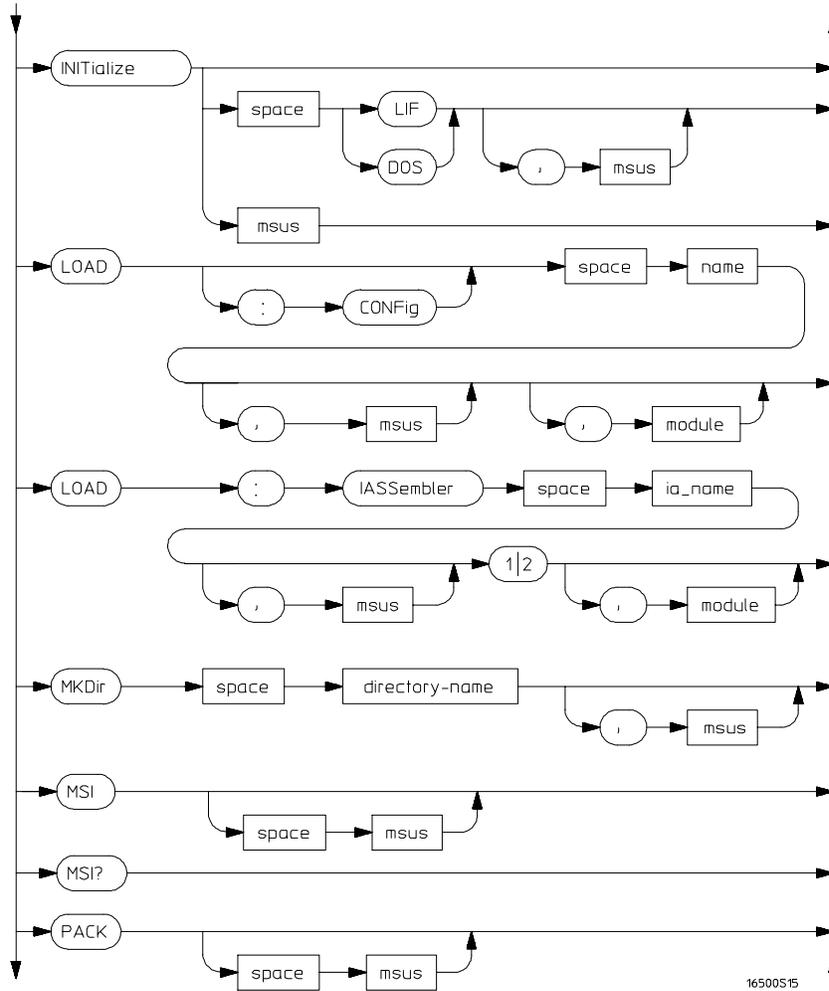 INITialize
space LIF
DOS , msus
msus
LOAD space name
: CONFig
, msus , module
LOAD : IASSembler space ia_name
1|2
, msus , module
MKDir space directory-name
, msus
MSI
space msus
MSI?
PACK
space msus
16500S15